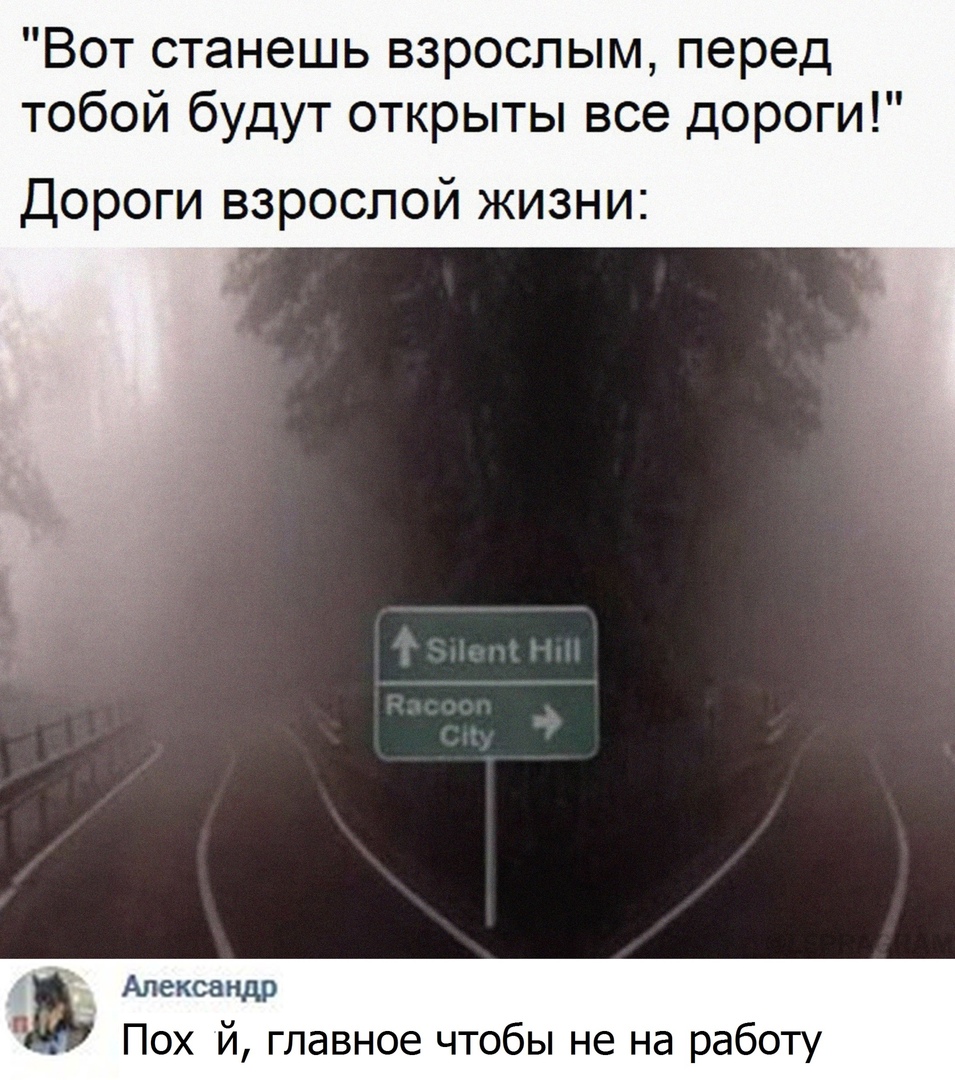 "Вот станешь взрослым, перед
тобой будут открыты все дороги!"
Дороги взрослой жизни:
Silent Hill
Racoon
City
Александр
Пох й, главное чтобы не на работу